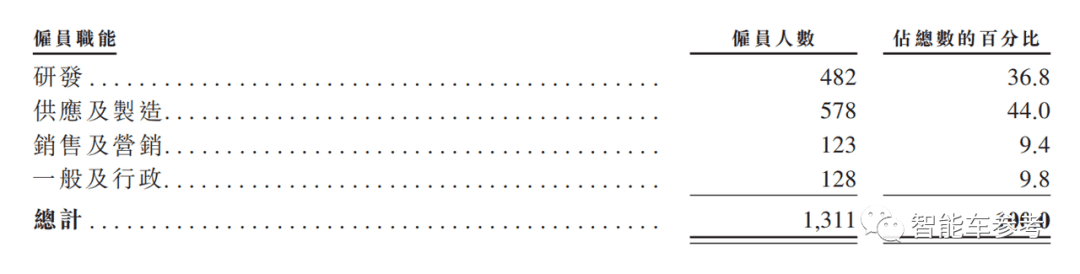 僱員職能 僱員人數 佔總數的百分比
研發 482 36.8
供應及製造 578 44.0
銷售及營銷 123 9.4
一般及行政 128 9.8
總計 1,311 100.0
智能车参考